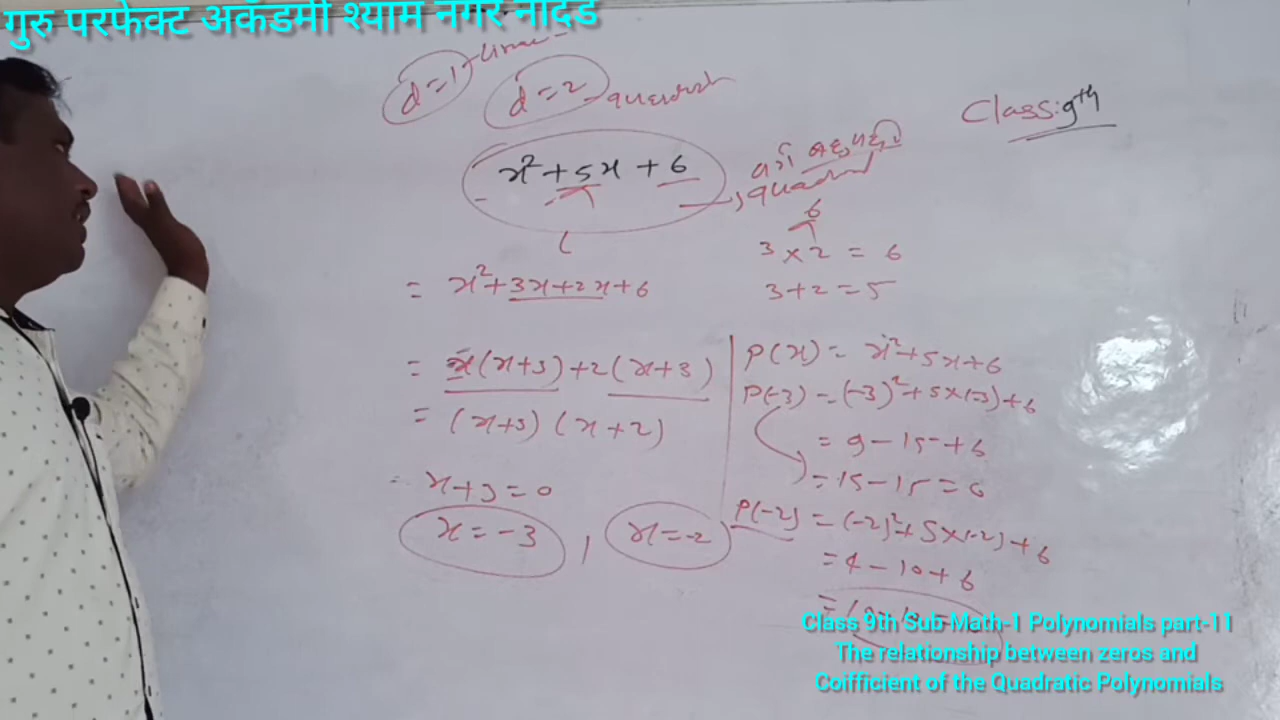 गुरु परफेक्ट अकॅडमी श्याम नगर नांदेड
d=1
d=2
Class:9th
x²+5x+6
6
3×2=6
= x²+3x+2x+6
3+2=5
= x(x+3)+2(x+3)
= (x+3)(x+2)
x+3=0
x=-3, x=-2
P(x)= x²+5x+6
P(-3)=(-3)²+5×(-3)+6
=9-15+6
=15-15=0
P(-2)=(-2)²+5×(-2)+6
=4-10+6
Class 9th Sub Math-1 Polynomials part-11
The relationship between zeros and
Coifficient of the Quadratic Polynomials